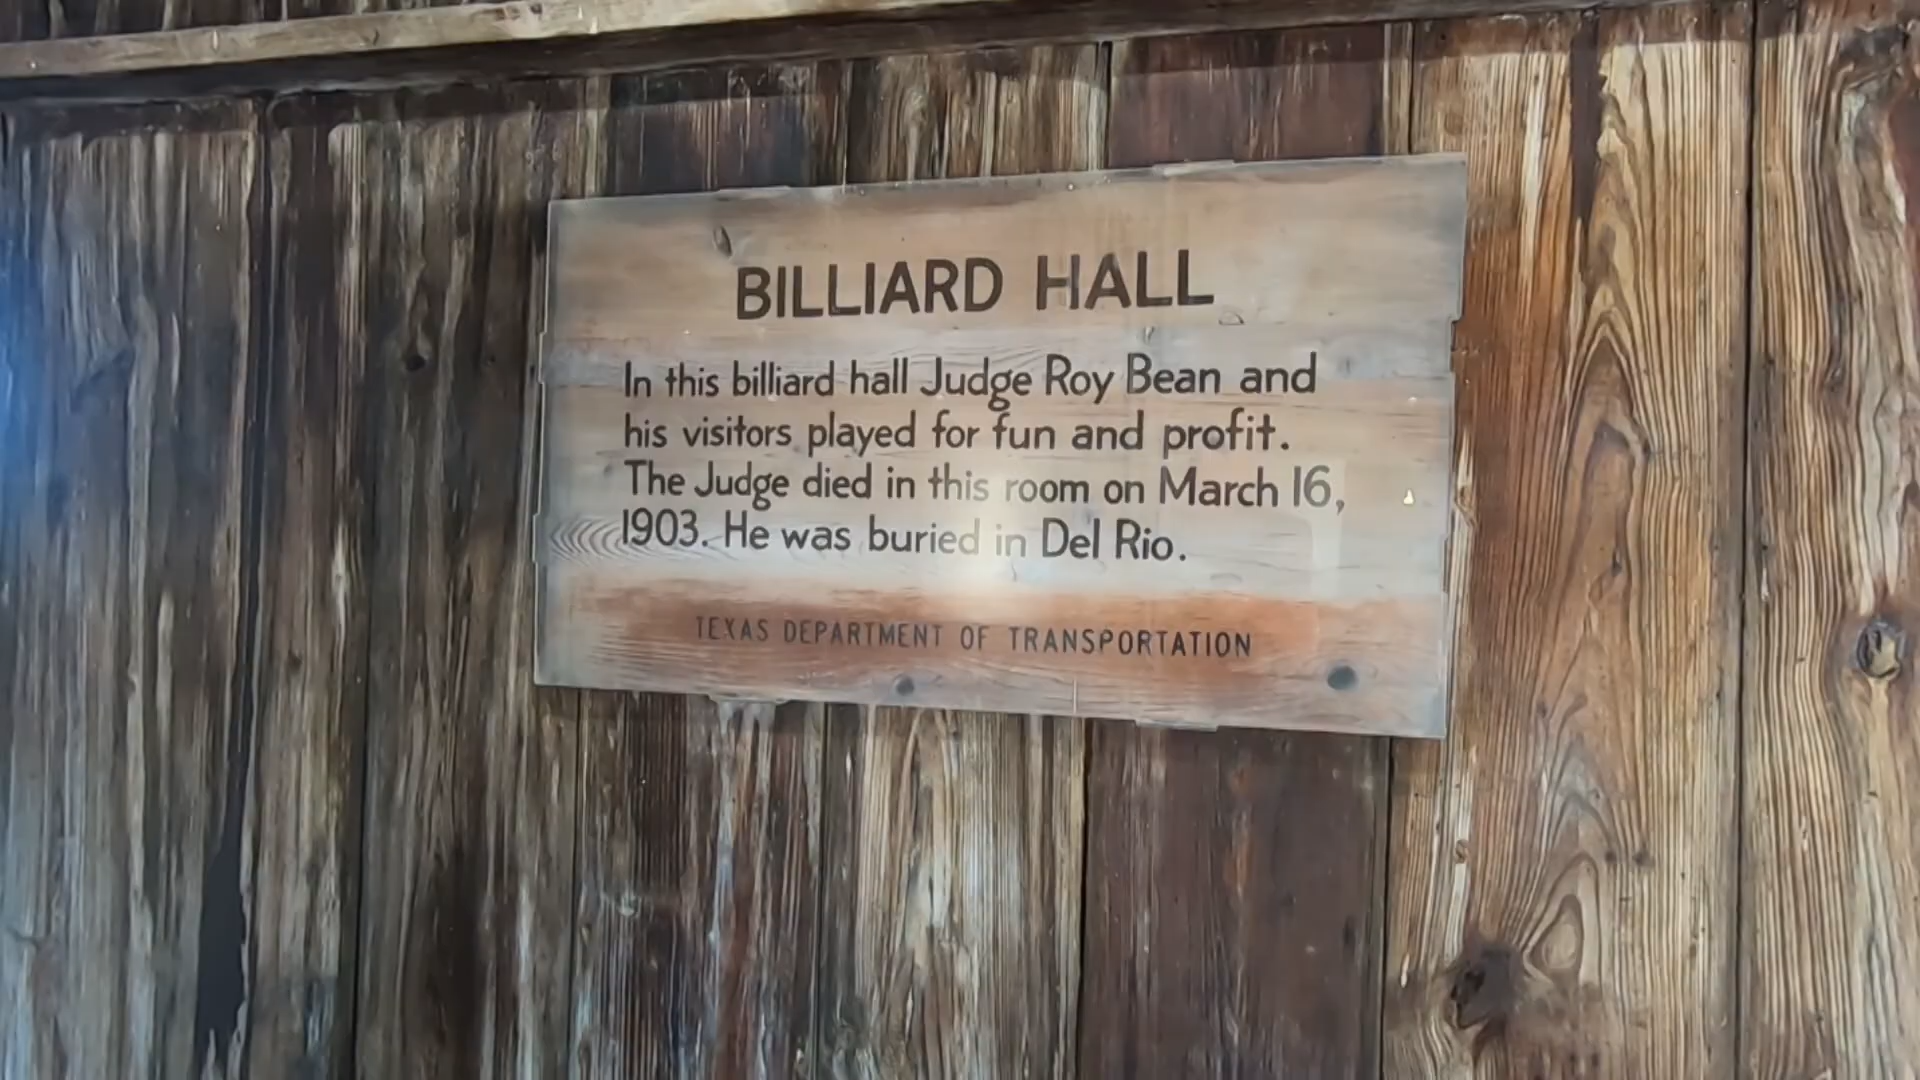 BILLIARD HALL
In this billiard hall Judge Roy Bean and
his visitors played for fun and profit.
The Judge died in this room on March 16,
1903. He was buried in Del Rio.
TEXAS DEPARTMENT OF TRANSPORTATION